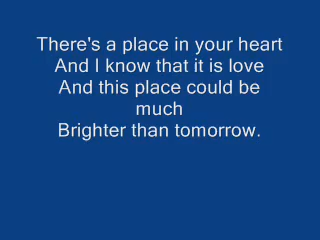 There's a place in your heart
And I know that it is love
And this place could be
much
Brighter than tomorrow.